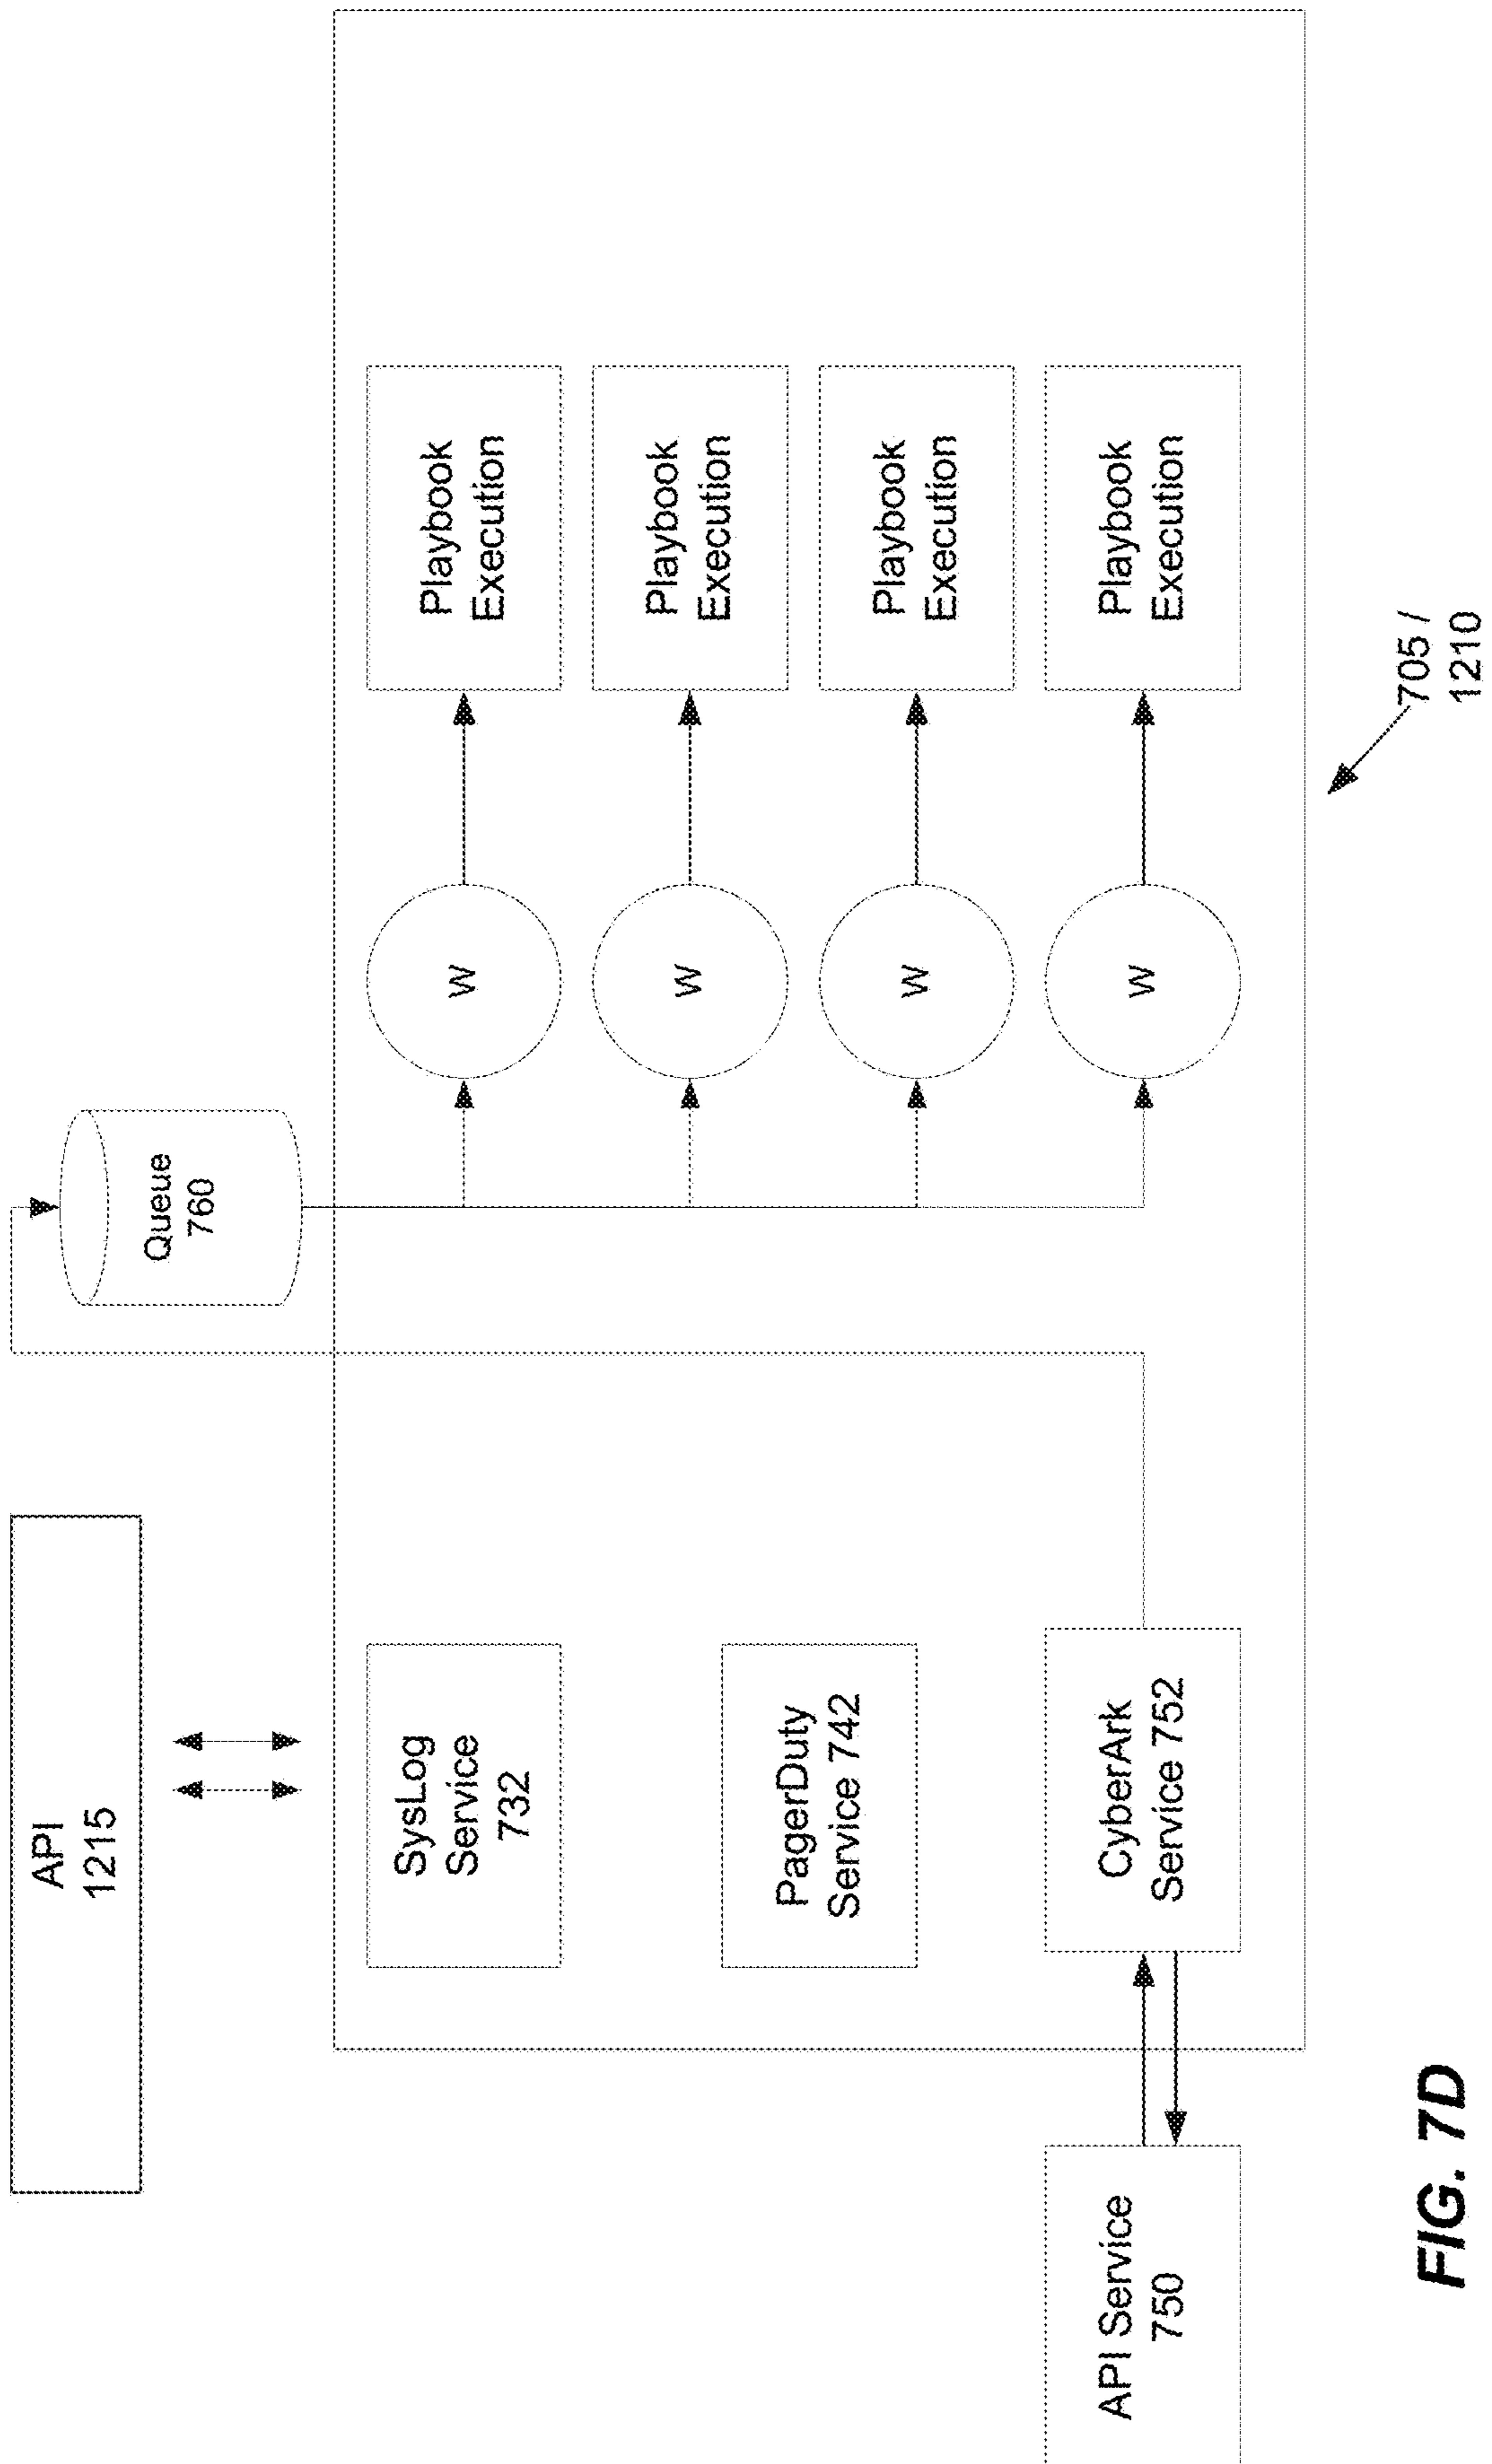 API
1215
Queue
760
SysLog
Service
732
W
Playbook
Execution
W
Playbook
Execution
PagerDuty
Service 742
W
Playbook
Execution
API Service
750
CyberArk
Service 752
W
Playbook
Execution
705 /
1210
FIG. 7D